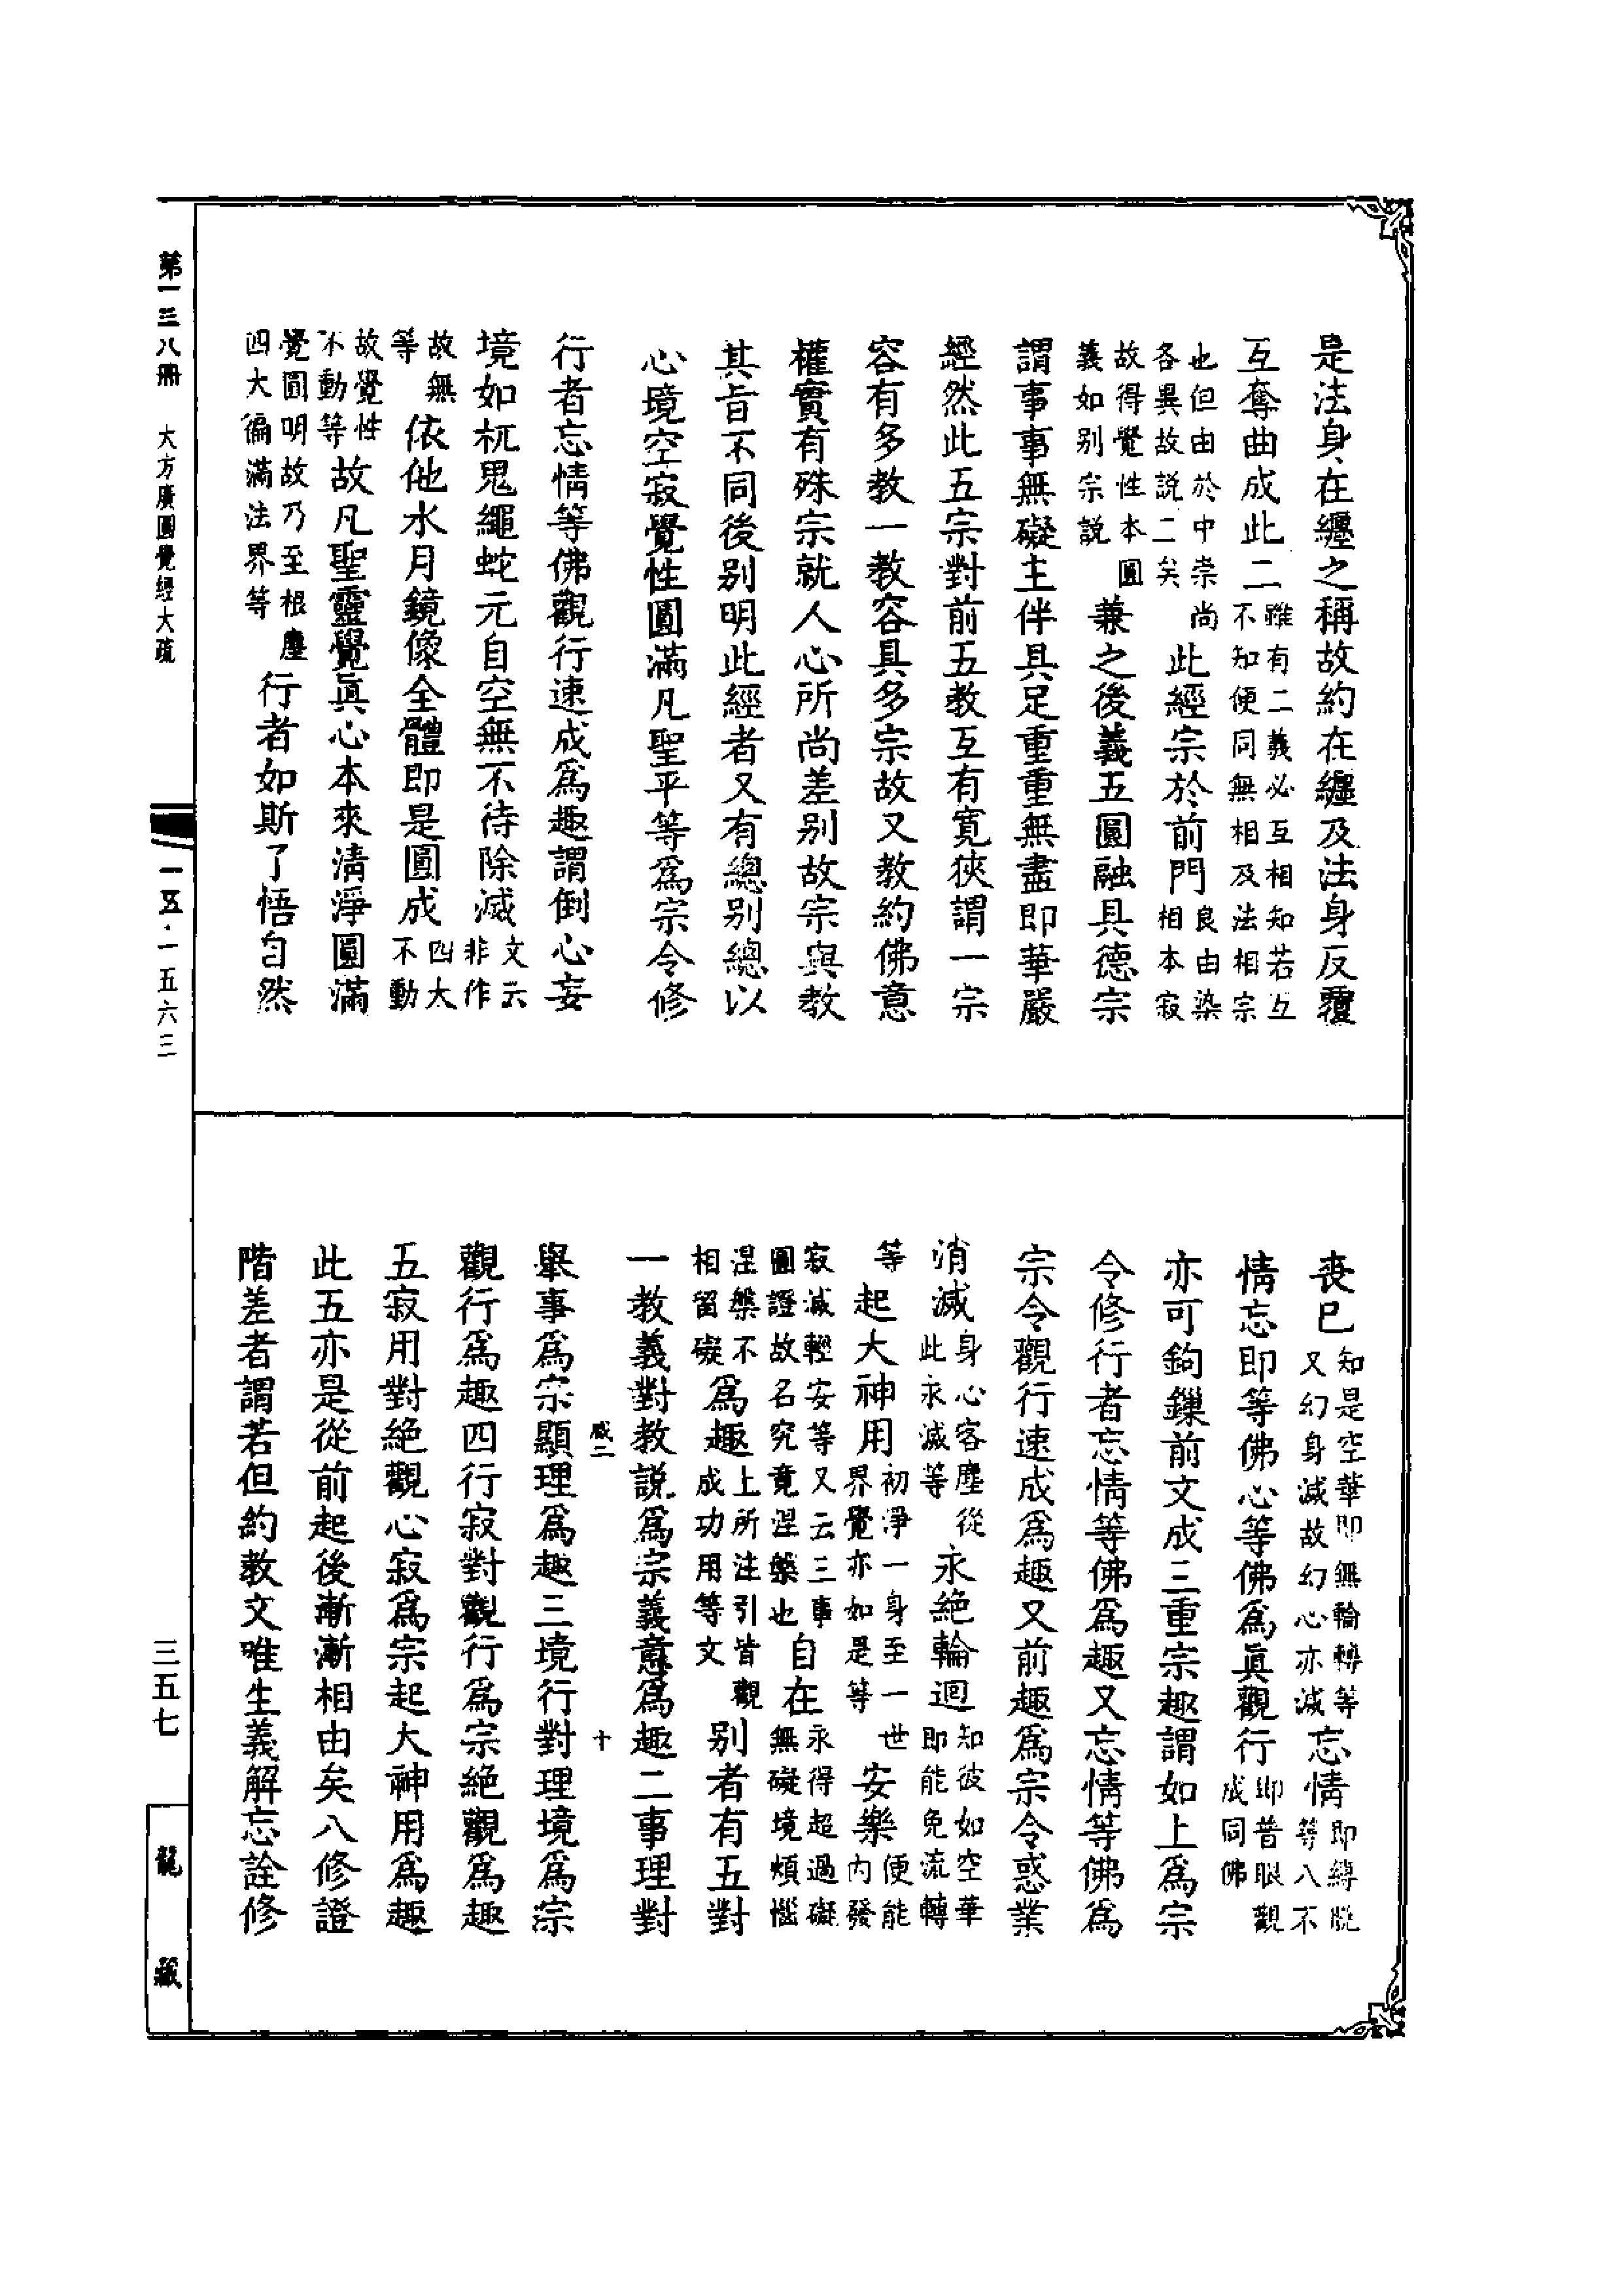 是法身在纏之稱故約在纏及法身反覆
互奪曲成此二雖有二義必互相知若互不知便同無相及法相宗
也但由於中崇尚各異故説二矣此經宗於前門良由染相本寂
故得覺性本圓義如别宗説兼之後義五圓融具德宗
謂事事無礙主伴具足重重無盡即華嚴
經然此五宗對前五教互有寬狹謂一宗
容有多教一教容具多宗故又教約佛意
權實有殊宗就人心所尚差别故宗與教
其旨不同後别明此經者又有總别總以
心境空寂覺性圓滿凡聖平等爲宗令修
行者忘情等佛觀行速成爲趣謂倒心妄
境如杌鬼繩蛇元自空無不待除滅文云非作
故無等依他水月鏡像全體即是圓成四大不動
故覺性不動等故凡聖靈覺眞心本來清淨圓滿
覺圓明故乃至根塵四大徧滿法界等行者如斯了悟自然
喪巳知是空華即無輪轉等又幻身滅故幻心亦滅忘情即縛脱等八不
情忘即等佛心等佛爲眞觀行即普眼觀成同佛
亦可鉤鏁前文成三重宗趣謂如上爲宗
令修行者忘情等佛爲趣又忘情等佛爲
宗令觀行速成爲趣又前趣爲宗令惑業
消滅身心客塵從此永滅等永絶輪迴知彼如空華即能免流轉
等起大神用初淨一身至一世界覺亦如是等安樂便能内發
寂滅輕安等又云三事圓證故名究竟涅槃也自在永得超過礙無礙境煩惱
涅槃不相留礙爲趣上所注引皆觀成功用等文别者有五對
一教義對教説爲宗義意爲趣二事理對
感二
十
舉事爲宗顯理爲趣三境行對理境爲宗
觀行爲趣四行寂對觀行爲宗絶觀爲趣
五寂用對絶觀心寂爲宗起大神用爲趣
此五亦是從前起後漸漸相由矣八修證
階差者謂若但約教文唯生義解忘詮修
第一三八冊 大方廣圓覺經大疏
一五·一五六三
三五七
龍藏